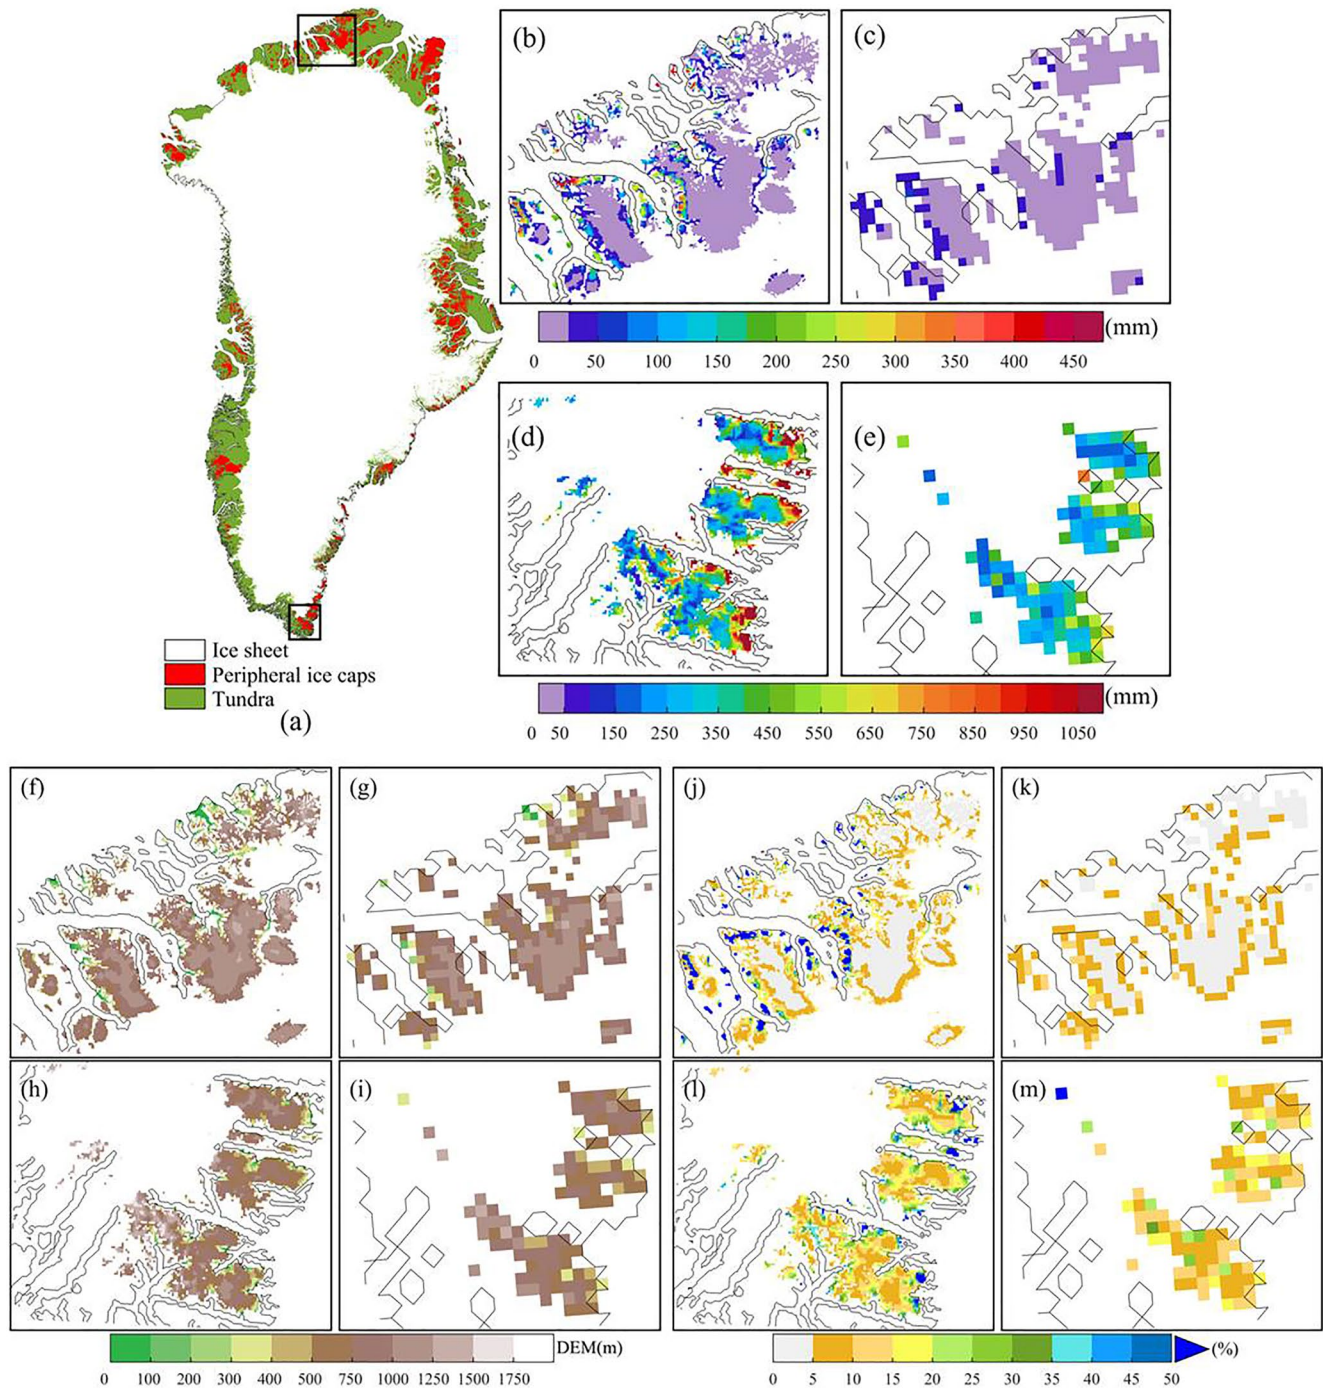 (b)
(c)
(mm)
0 50 100 150 200 250 300 350 400 450
(d)
(e)
(mm)
0 50 150 250 350 450 550 650 750 850 950 1050
Ice sheet
Peripheral ice caps
Tundra
(a)
(f)
(g)
(j)
(k)
(h)
(i)
(l)
(m)
DEM(m)
0 100 200 300 400 500 750 1000 1250 1500 1750
(%)
0 5 10 15 20 25 30 35 40 45 50